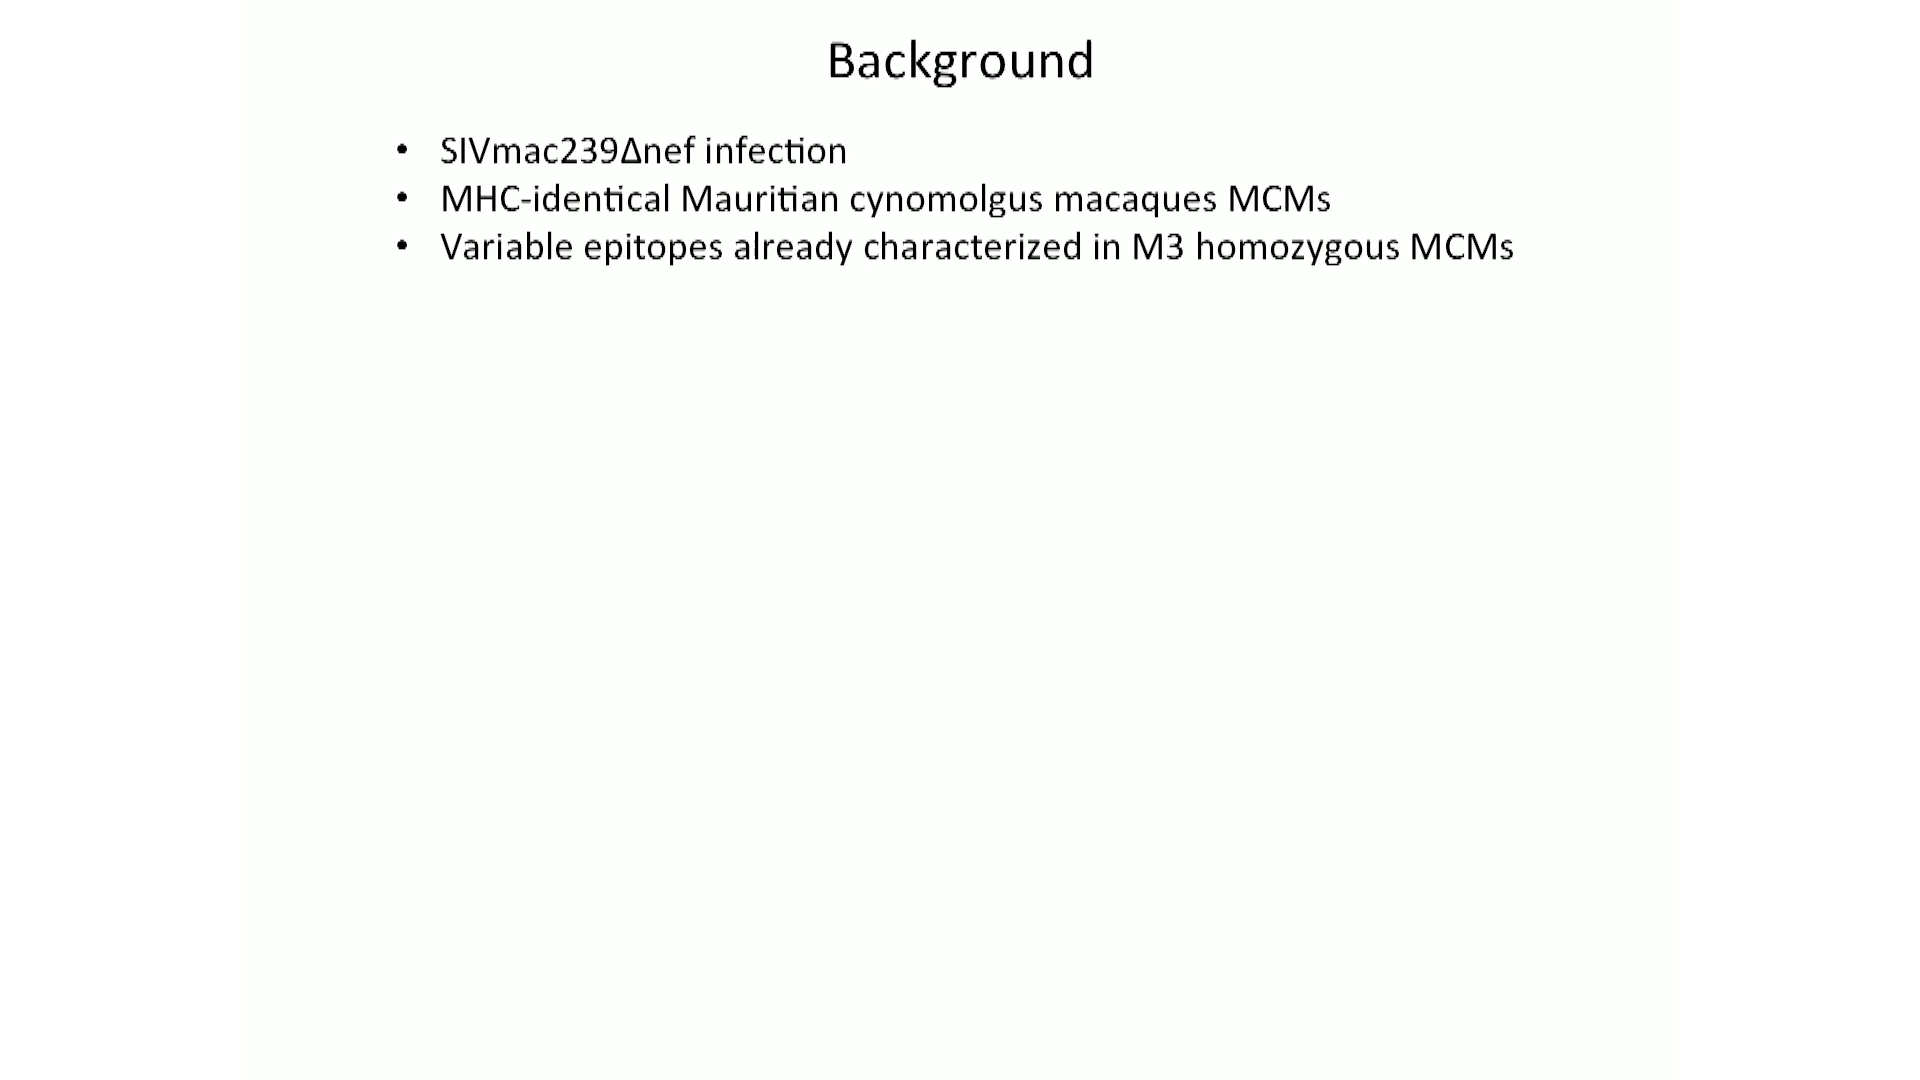 Background
• SIVmac239Δnef infection
• MHC-identical Mauritian cynomolgus macaques MCMs
• Variable epitopes already characterized in M3 homozygous MCMs